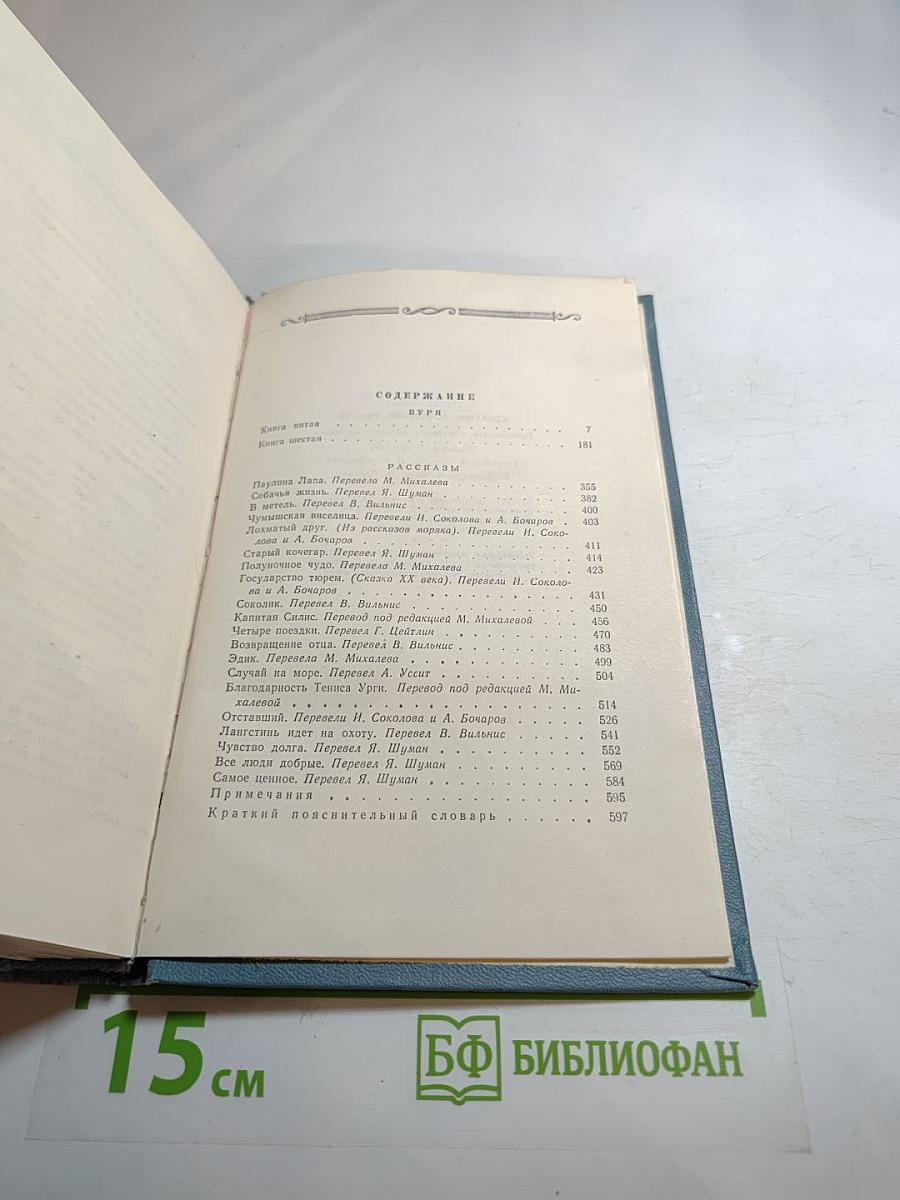 СОДЕРЖАНИЕ
БУРЯ
Книга пятая . . . . . . . . . . . . . . . . . 7
Книга шестая . . . . . . . . . . . . . . . . . 181
РАССКАЗЫ
Паулина Лапа. Перевела М. Михалева . . . . . . . . 355
Собачья жизнь. Перевел Я. Шуман . . . . . . . . . 382
В метель. Перевел В. Вильнис . . . . . . . . . . 400
Чумышская виселица. Перевели И. Соколова и А. Бочаров . 403
Лохматый друг. (Из рассказов моряка). Перевели И. Соко-
лова и А. Бочаров . . . . . . . . . . . . . . 411
Старый кочегар. Перевел Я. Шуман . . . . . . . . . 414
Полуночное чудо. Перевела М. Михалева . . . . . . . 423
Государство тюрем. (Сказка XX века). Перевели И. Соколо-
ва и А. Бочаров . . . . . . . . . . . . . . . 431
Соколик. Перевел В. Вильнис . . . . . . . . . . . 450
Капитан Силис. Перевод под редакцией М. Михалевой . . . 456
Четыре поездки. Перевел Г. Цейтлин . . . . . . . . 470
Возвращение отца. Перевел В. Вильнис . . . . . . . . 483
Эдик. Перевела М. Михалева . . . . . . . . . . . 499
Случай на море. Перевел А. Уссит . . . . . . . . . 504
Благодарность Тениса Урги. Перевод под редакцией М. Ми-
халевой . . . . . . . . . . . . . . . . . . 514
Отставший. Перевели И. Соколова и А. Бочаров . . . . . 526
Лангстинь идет на охоту. Перевел В. Вильнис . . . . . 541
Чувство долга. Перевел Я. Шуман . . . . . . . . . 552
Все люди добрые. Перевел Я. Шуман . . . . . . . . 569
Самое ценное. Перевел Я. Шуман . . . . . . . . . . 584
Примечания . . . . . . . . . . . . . . . . 595
Краткий пояснительный словарь . . . . . . 597
15 см
БФ БИБЛИОФАН